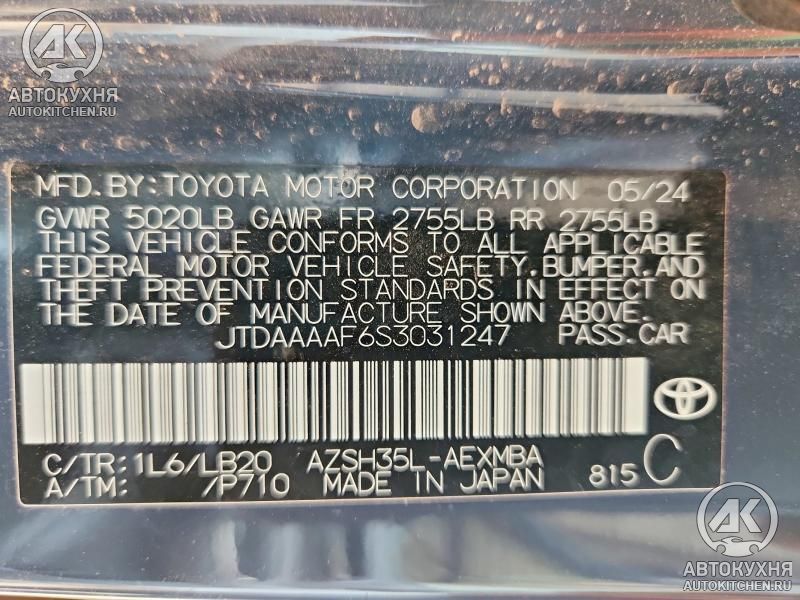 АК
АВТОКУХНЯ
AUTOKITCHEN.RU
MFD.BY:TOYOTA MOTOR CORPORATION 05/24
GVWR 5020LB GAWR FR 2755LB RR 2755LB
THIS VEHICLE CONFORMS TO ALL APPLICABLE
FEDERAL MOTOR VEHICLE SAFETY.BUMPER.AND
THEFT PREVENTION STANDARDS IN EFFECT ON
THE DATE OF MANUFACTURE SHOWN ABOVE.
JTDAAAAF6S3031247 PASS.CAR
C/TR:1L6/LB20 AZSH35L-AEXMBA 815 C
A/TM: /P710 MADE IN JAPAN
АК
АВТОКУХНЯ
AUTOKITCHEN.RU